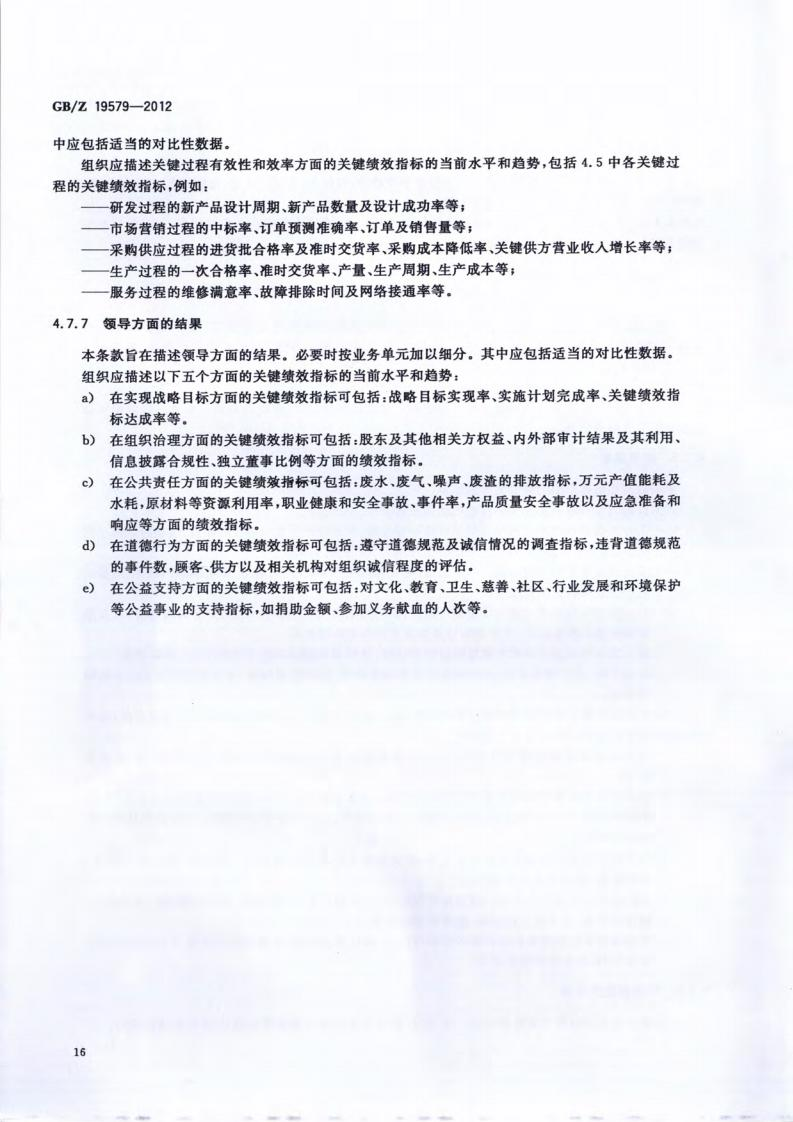 GB/Z 19579—2012
中应包括适当的对比性数据。
组织应描述关键过程有效性和效率方面的关键绩效指标的当前水平和趋势,包括 4.5 中各关键过
程的关键绩效指标,例如:
——研发过程的新产品设计周期、新产品数量及设计成功率等;
——市场营销过程的中标率、订单预测准确率、订单及销售量等;
——采购供应过程的进货批合格率及准时交货率、采购成本降低率、关键供方营业收入增长率等;
——生产过程的一次合格率、准时交货率、产量、生产周期、生产成本等;
——服务过程的维修满意率、故障排除时间及网络接通率等。
4.7.7 领导方面的结果
本条款旨在描述领导方面的结果。必要时按业务单元加以细分。其中应包括适当的对比性数据。
组织应描述以下五个方面的关键绩效指标的当前水平和趋势:
a) 在实现战略目标方面的关键绩效指标可包括:战略目标实现率、实施计划完成率、关键绩效指
标达成率等。
b) 在组织治理方面的关键绩效指标可包括:股东及其他相关方权益、内外部审计结果及其利用、
信息披露合规性、独立董事比例等方面的绩效指标。
c) 在公共责任方面的关键绩效指标可包括:废水、废气、噪声、废渣的排放指标,万元产值能耗及
水耗,原材料等资源利用率,职业健康和安全事故、事件率,产品质量安全事故以及应急准备和
响应等方面的绩效指标。
d) 在道德行为方面的关键绩效指标可包括:遵守道德规范及诚信情况的调查指标,违背道德规范
的事件数,顾客、供方以及相关机构对组织诚信程度的评估。
e) 在公益支持方面的关键绩效指标可包括:对文化、教育、卫生、慈善、社区、行业发展和环境保护
等公益事业的支持指标,如捐助金额、参加义务献血的人次等。
16